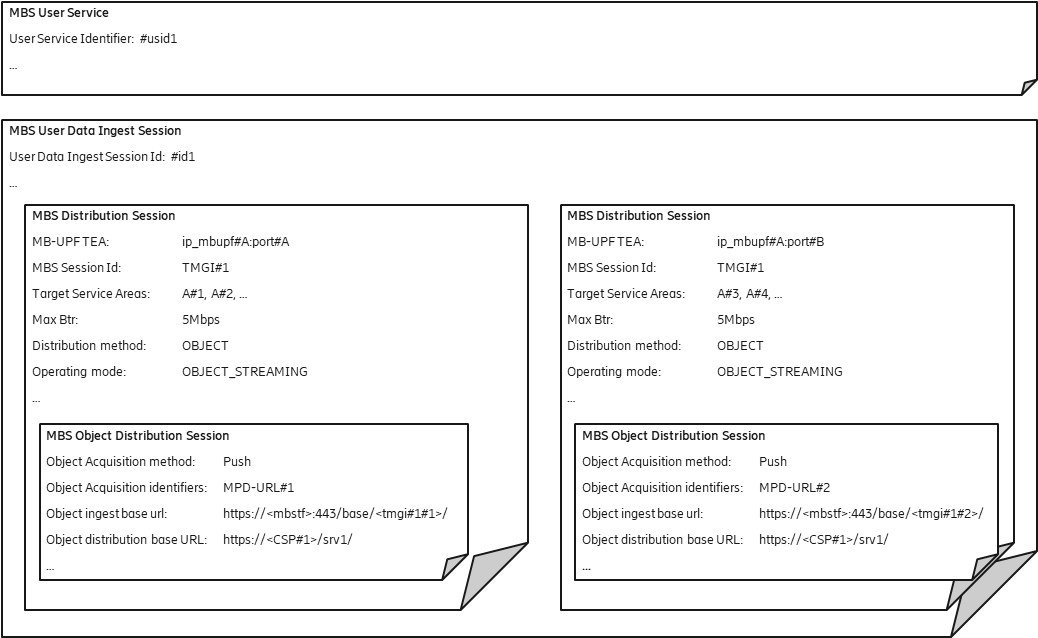 MBS User Service
User Service Identifier: #usid1
...
MBS User Data Ingest Session
User Data Ingest Session Id: #id1
...
MBS Distribution Session
MB-UPF TEA: ip_mbupf#A:port#A
MBS Session Id: TMGI#1
Target Service Areas: A#1, A#2, ...
Max Btr: 5Mbps
Distribution method: OBJECT
Operating mode: OBJECT_STREAMING
...
MBS Object Distribution Session
Object Acquisition method: Push
Object Acquisition identifiers: MPD-URL#1
Object ingest base url: https://<mbstf>:443/base/<tmgi#1#1>/
Object distribution base URL: https://<CSP#1>/srv1/
...
MBS Distribution Session
MB-UPF TEA: ip_mbupf#A:port#B
MBS Session Id: TMGI#1
Target Service Areas: A#3, A#4, ...
Max Btr: 5Mbps
Distribution method: OBJECT
Operating mode: OBJECT_STREAMING
...
MBS Object Distribution Session
Object Acquisition method: Push
Object Acquisition identifiers: MPD-URL#2
Object ingest base url: https://<mbstf>:443/base/<tmgi#1#2>/
Object distribution base URL: https://<CSP#1>/srv1/
...